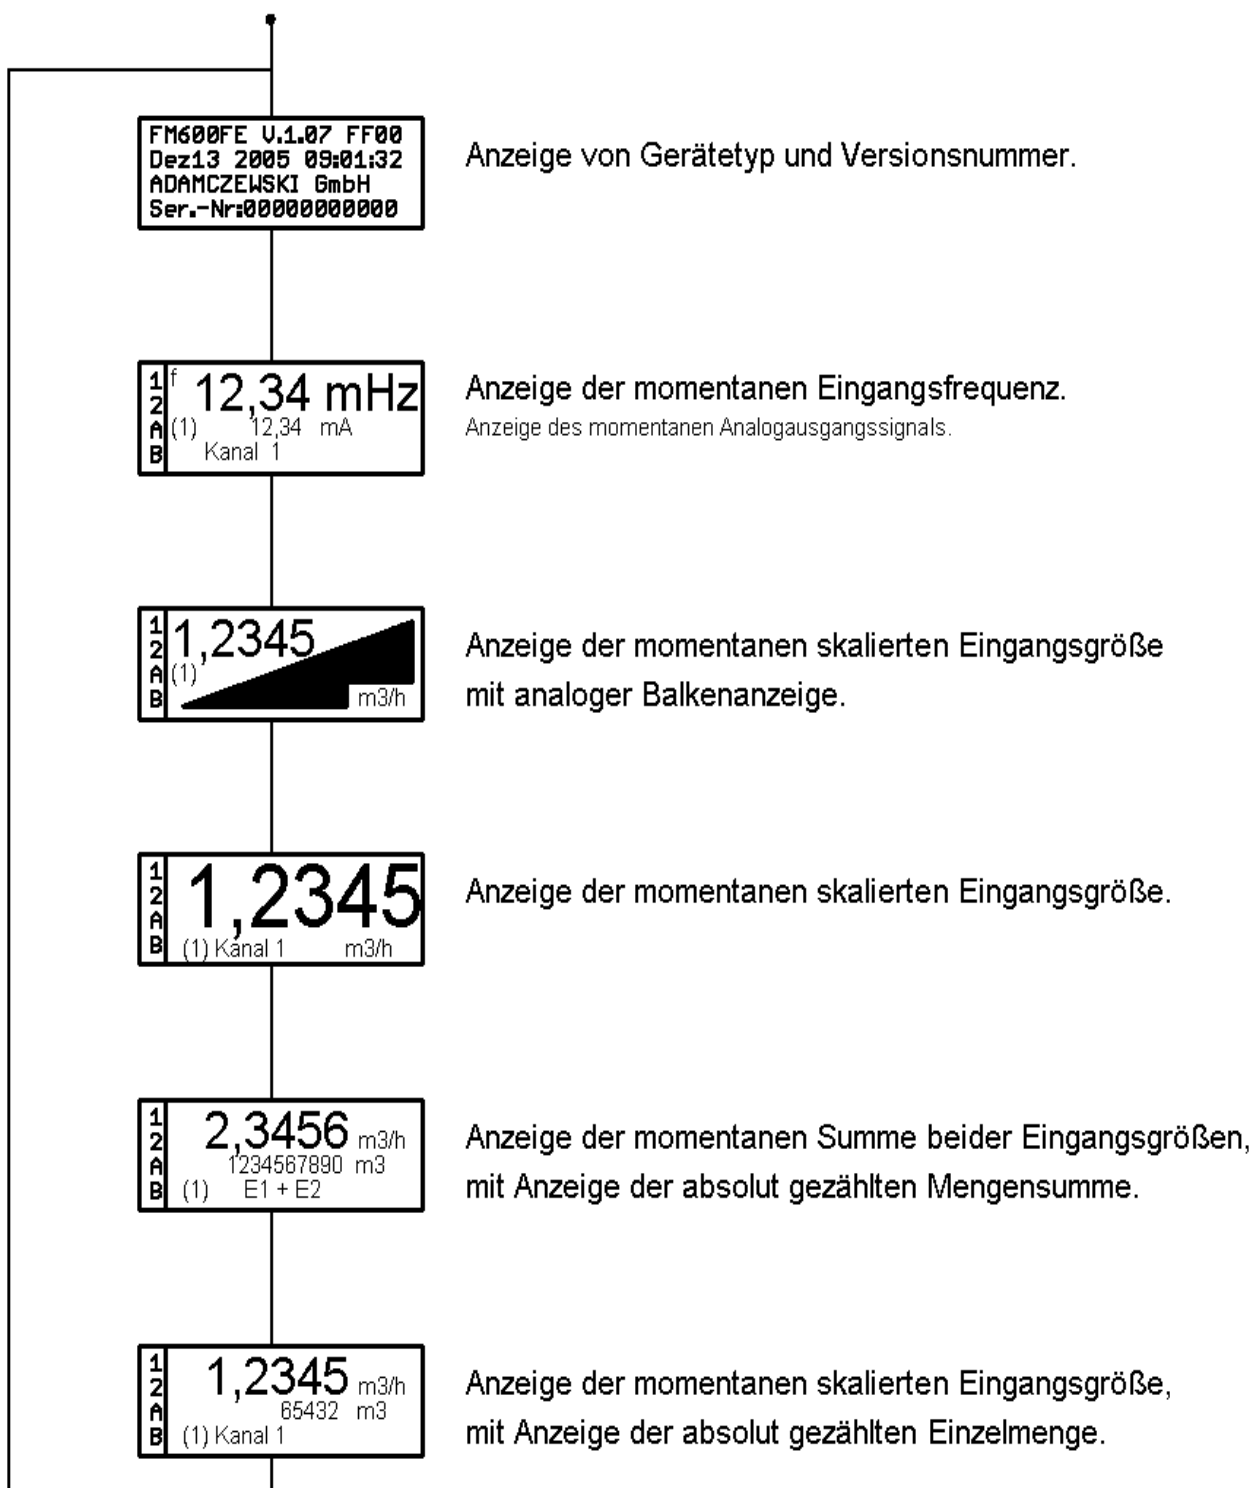 FM600FE V.1.07 FF00
Dez13 2005 09:01:32
ADAMCZEWSKI GmbH
Ser.-Nr:00000000000
Anzeige von Gerätetyp und Versionsnummer.
1
2
A
B
f 12,34 mHz
(1) 12,34 mA
Kanal 1
Anzeige der momentanen Eingangsfrequenz.
Anzeige des momentanen Analogausgangssignals.
1
2
A
B
1,2345
(1)
m3/h
Anzeige der momentanen skalierten Eingangsgröße
mit analoger Balkenanzeige.
1
2
A
B
1,2345
(1) Kanal 1 m3/h
Anzeige der momentanen skalierten Eingangsgröße.
1
2
A
B
2,3456 m3/h
1234567890 m3
(1) E1 + E2
Anzeige der momentanen Summe beider Eingangsgrößen,
mit Anzeige der absolut gezählten Mengensumme.
1
2
A
B
1,2345 m3/h
65432 m3
(1) Kanal 1
Anzeige der momentanen skalierten Eingangsgröße,
mit Anzeige der absolut gezählten Einzelmenge.